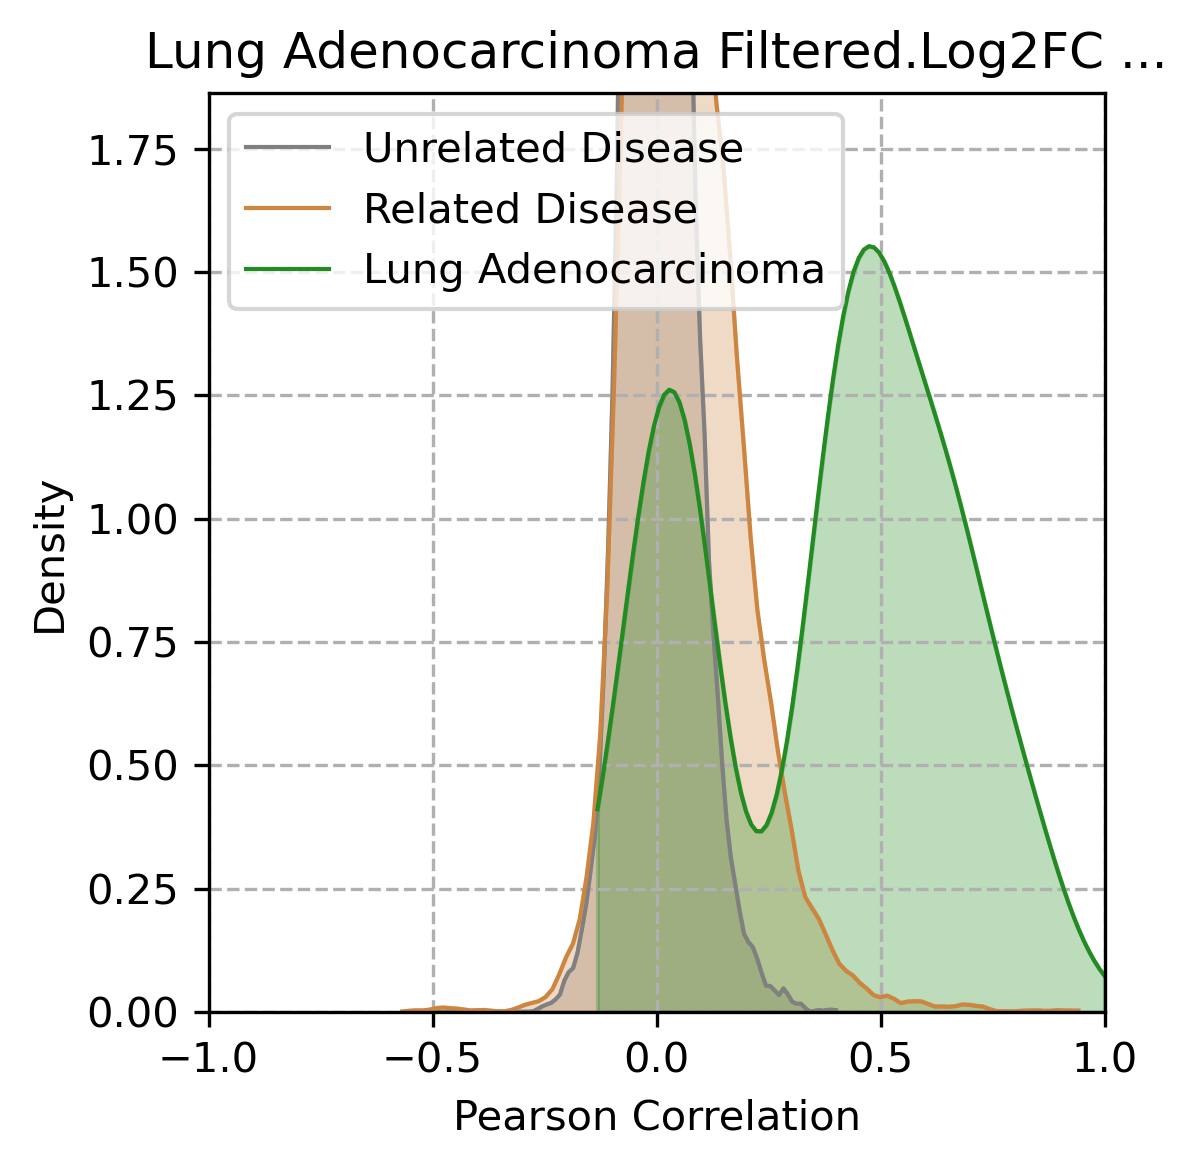 Lung Adenocarcinoma Filtered.Log2FC ...
Unrelated Disease
Related Disease
Lung Adenocarcinoma
Density
1.75
1.50
1.25
1.00
0.75
0.50
0.25
0.00
−1.0 −0.5 0.0 0.5 1.0
Pearson Correlation